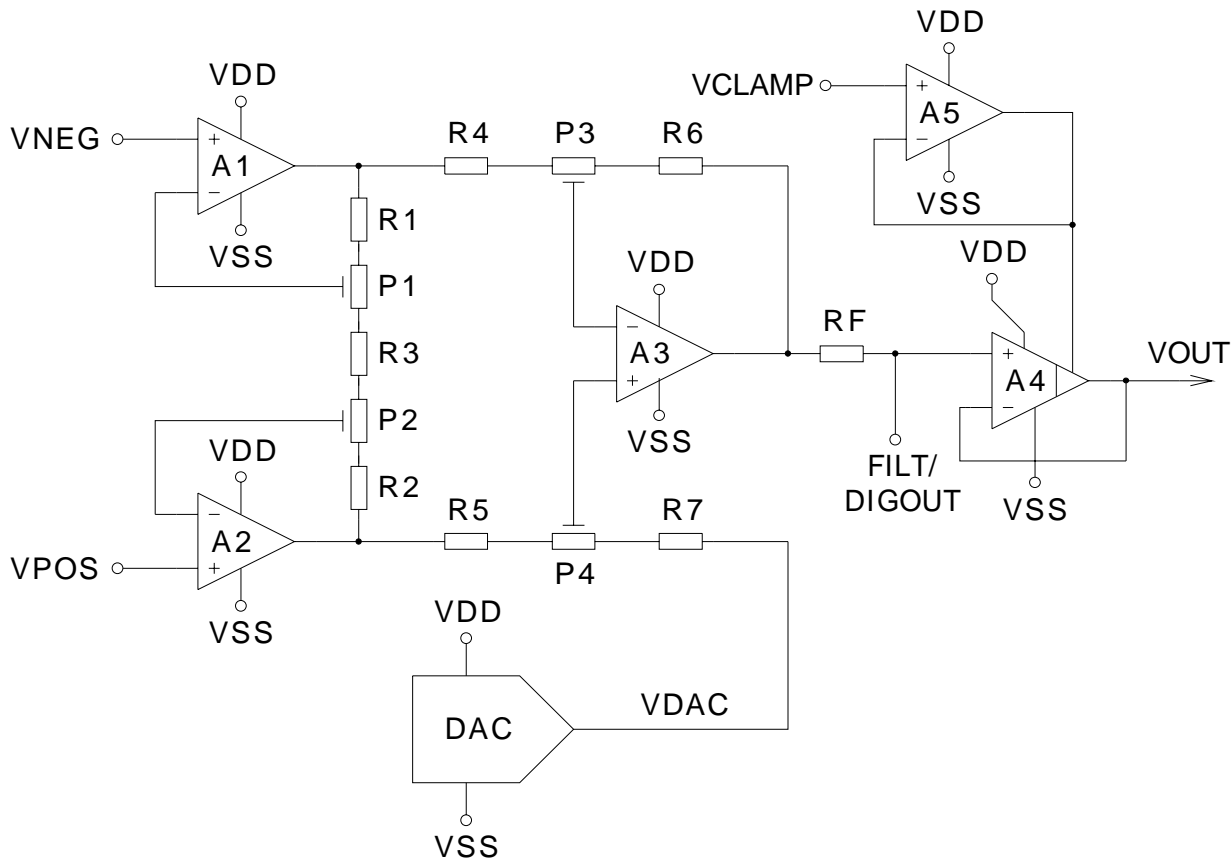 VDD
VCLAMP
+
A5
−
VSS
VDD
VNEG
+
A1
−
VSS
R4
P3
R6
R1
P1
R3
P2
R2
VDD
−
A3
+
VSS
RF
VDD
+
A4
−
VSS
VOUT
FILT/
DIGOUT
VDD
−
A2
+
VPOS
VSS
R5
P4
R7
VDD
DAC
VDAC
VSS